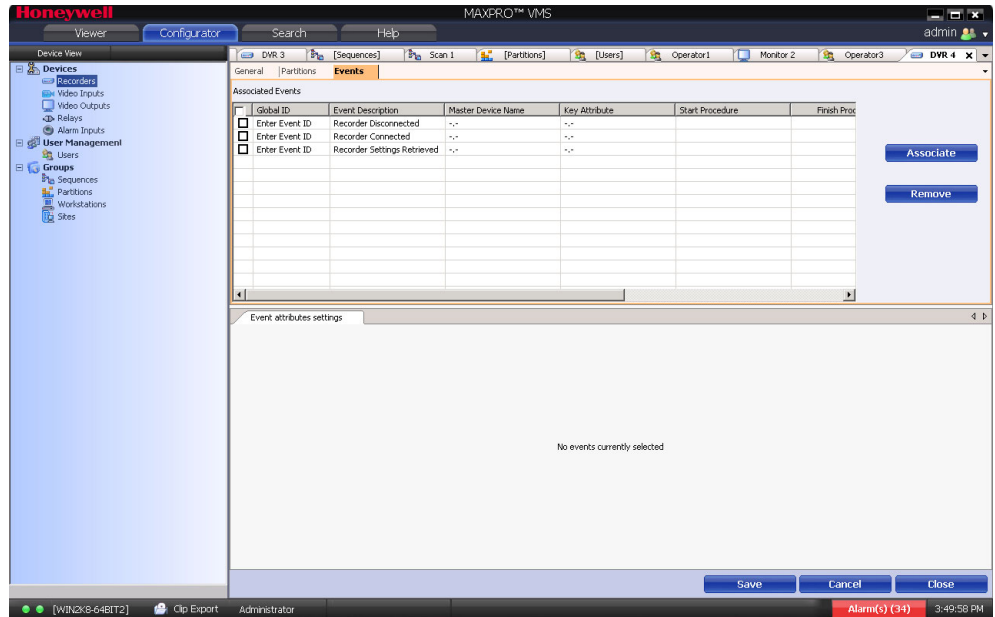 Honeywell
MAXPRO™ VMS
Viewer Configurator Search Help admin
Device View
DVR 3 [Sequences] Scan 1 [Partitions] [Users] Operator1 Monitor 2 Operator3 DVR 4 X
Devices
Recorders
Video Inputs
Video Outputs
Relays
Alarm Inputs
User Management
Users
Groups
Sequences
Partitions
Workstations
Sites
General Partitions Events
Associated Events
Global ID Event Description Master Device Name Key Attribute Start Procedure Finish Proc
Enter Event ID Recorder Disconnected -.- -.-
Enter Event ID Recorder Connected -.- -.-
Enter Event ID Recorder Settings Retrieved -.- -.-
Associate
Remove
Event attributes settings
No events currently selected
Save Cancel Close
[WIN2K8-64BIT2] Clip Export Administrator Alarm(s) (34) 3:49:58 PM